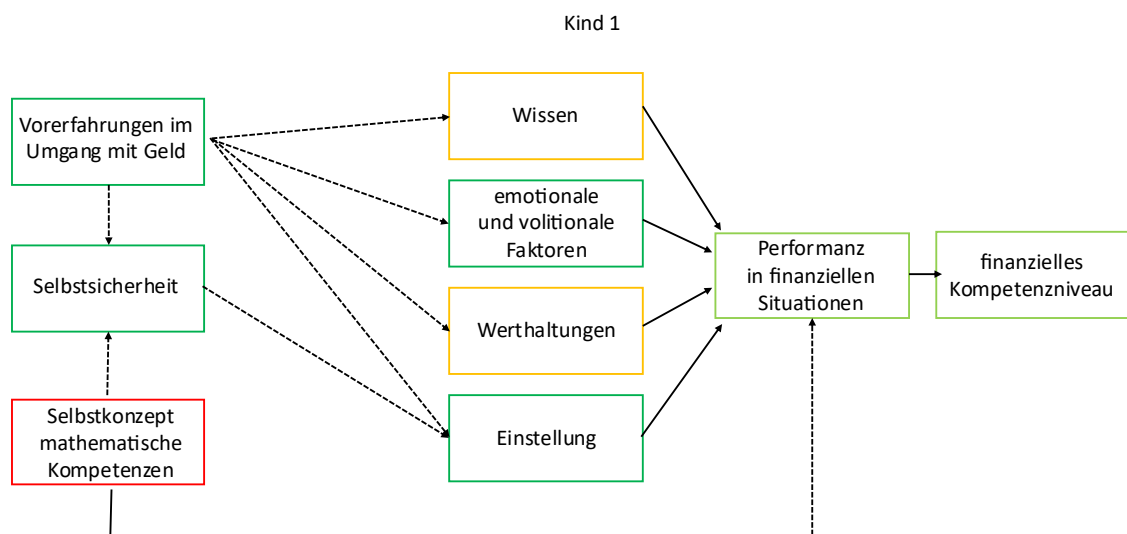 Kind 1
Vorerfahrungen im
Umgang mit Geld
Selbstsicherheit
Selbstkonzept
mathematische
Kompetenzen
Wissen
emotionale
und volitionale
Faktoren
Werthaltungen
Einstellung
Performanz
in finanziellen
Situationen
finanzielles
Kompetenzniveau